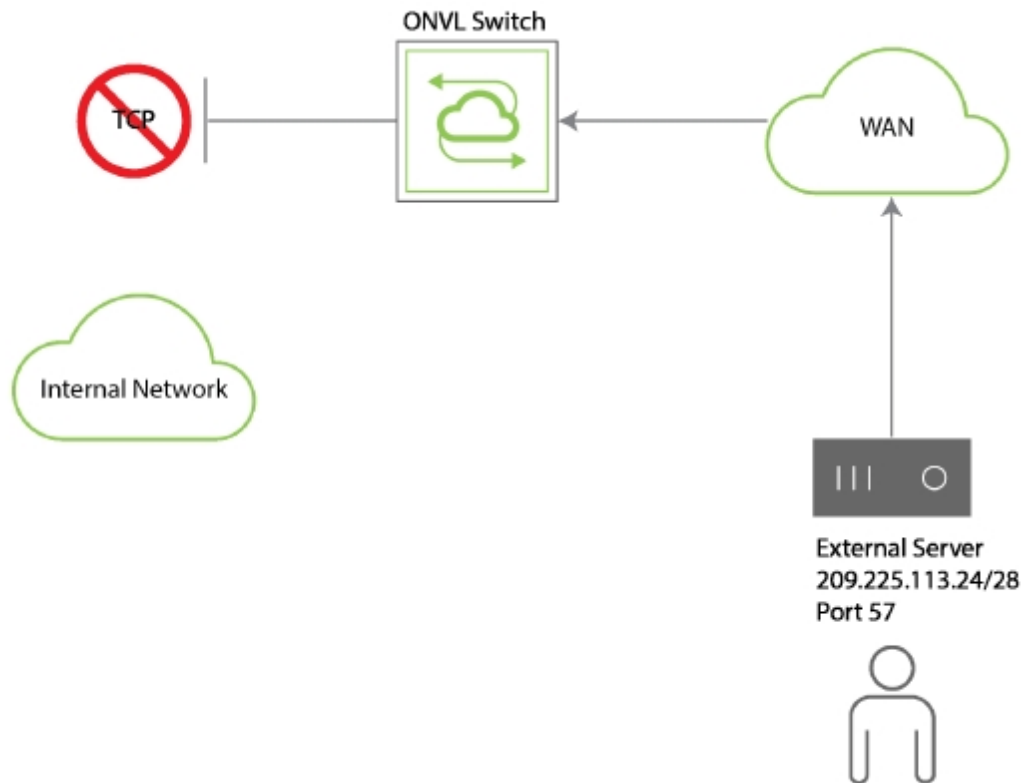 ONVL Switch
TCP
WAN
Internal Network
External Server
209.225.113.24/28
Port 57